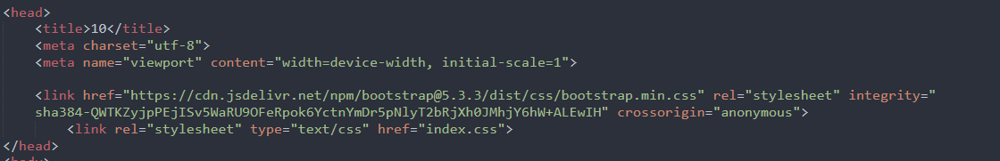 <head>
<title>10</title>
<meta charset="utf-8">
<meta name="viewport" content="width=device-width, initial-scale=1">
<link href="https://cdn.jsdelivr.net/npm/bootstrap@5.3.3/dist/css/bootstrap.min.css" rel="stylesheet" integrity="
sha384-QWTKZyjpPEjISv5WaRU9OFeRpok6YctnYmDr5pNlyT2bRjXh0JMhjY6hW+ALEwIH" crossorigin="anonymous">
<link rel="stylesheet" type="text/css" href="index.css">
</head>
<body>